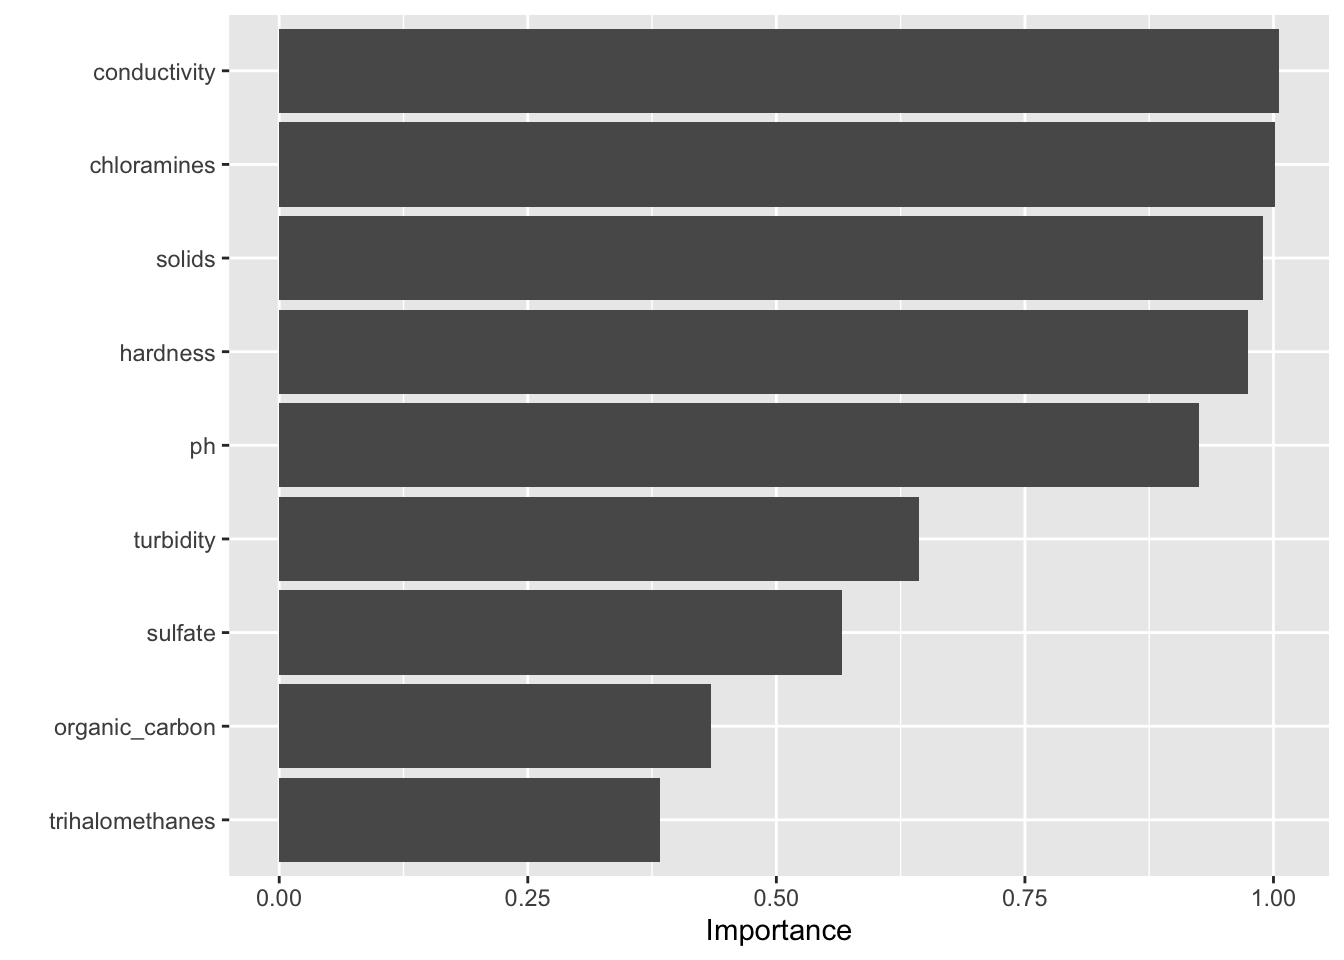 conductivity
chloramines
solids
hardness
ph
turbidity
sulfate
organic_carbon
trihalomethanes
0.00 0.25 0.50 0.75 1.00
Importance